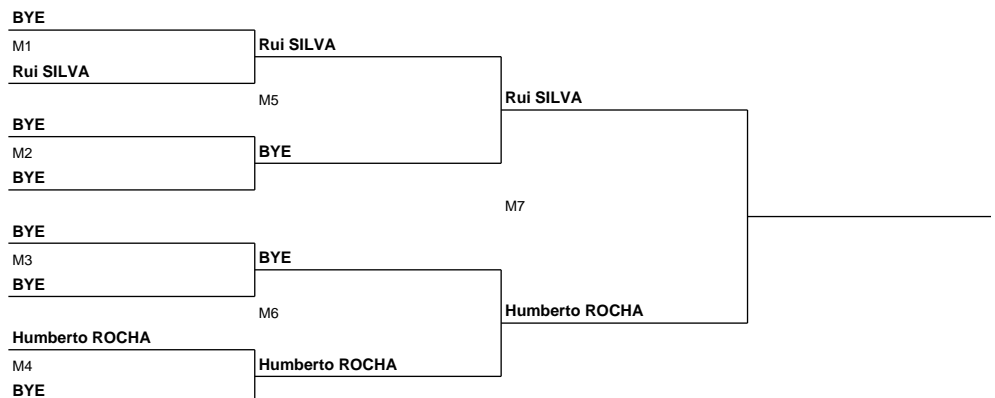 BYE
M1
Rui SILVA
BYE
M2
BYE
BYE
M3
BYE
Humberto ROCHA
M4
BYE
Rui SILVA
M5
BYE
BYE
M6
Humberto ROCHA
Rui SILVA
M7
Humberto ROCHA